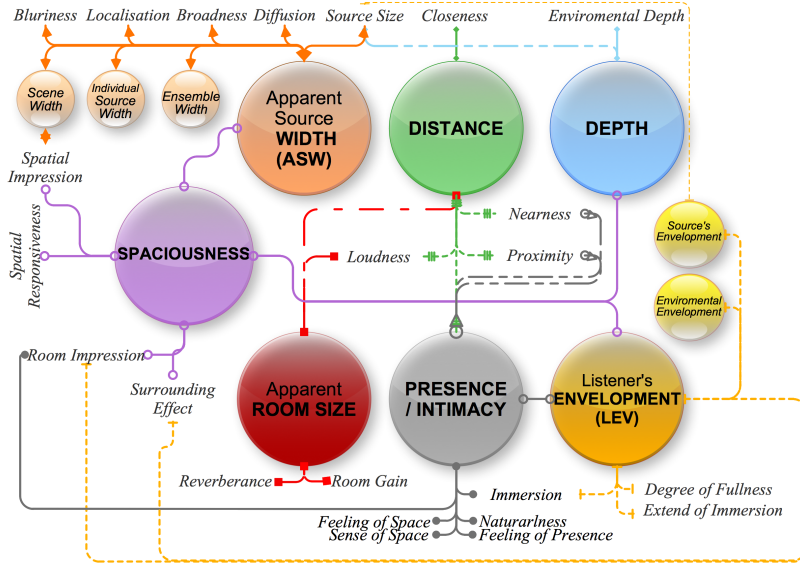 Bluriness Localisation Broadness Diffusion Source Size Closeness Enviromental Depth
Scene
Width
Individual
Source
Width
Ensemble
Width
Apparent
Source
WIDTH
(ASW)
DISTANCE
DEPTH
Spatial
Impression
Spatial
Responsiveness
SPACIOUSNESS
Nearness
Loudness
Proximity
Source's
Envelopment
Enviromental
Envelopment
Room Impression
Surrounding
Effect
Apparent
ROOM SIZE
PRESENCE
/ INTIMACY
Listener's
ENVELOPMENT
(LEV)
Reverberance
Room Gain
Immersion
Degree of Fullness
Extend of Immersion
Feeling of Space
Naturarlness
Sense of Space
Feeling of Presence